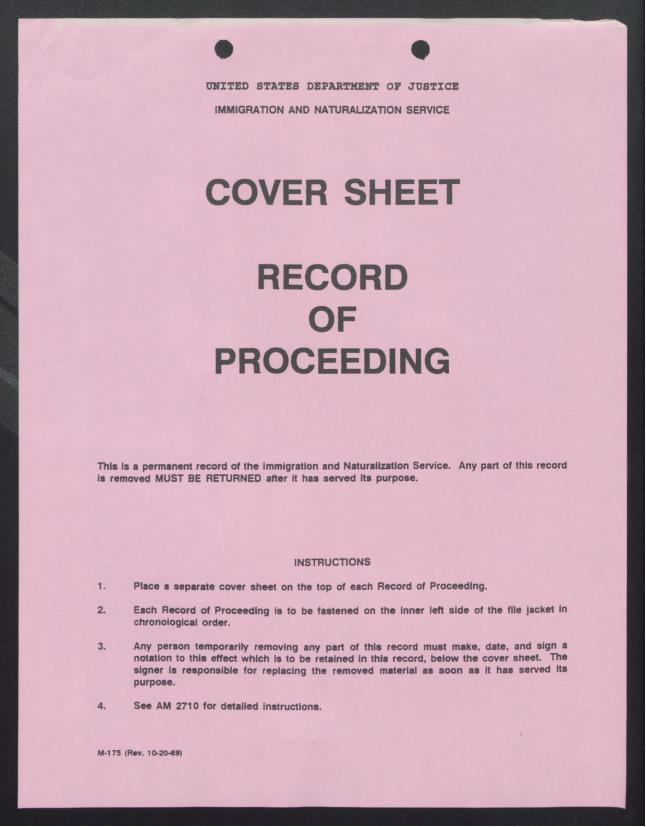 UNITED STATES DEPARTMENT OF JUSTICE
IMMIGRATION AND NATURALIZATION SERVICE
COVER SHEET
RECORD
OF
PROCEEDING
This is a permanent record of the Immigration and Naturalization Service. Any part of this record
is removed MUST BE RETURNED after it has served its purpose.
INSTRUCTIONS
1. Place a separate cover sheet on the top of each Record of Proceeding.
2. Each Record of Proceeding is to be fastened on the inner left side of the file jacket in
chronological order.
3. Any person temporarily removing any part of this record must make, date, and sign a
notation to this effect which is to be retained in this record, below the cover sheet. The
signer is responsible for replacing the removed material as soon as it has served its
purpose.
4. See AM 2710 for detailed instructions.
M-175 (Rev. 10-20-69)